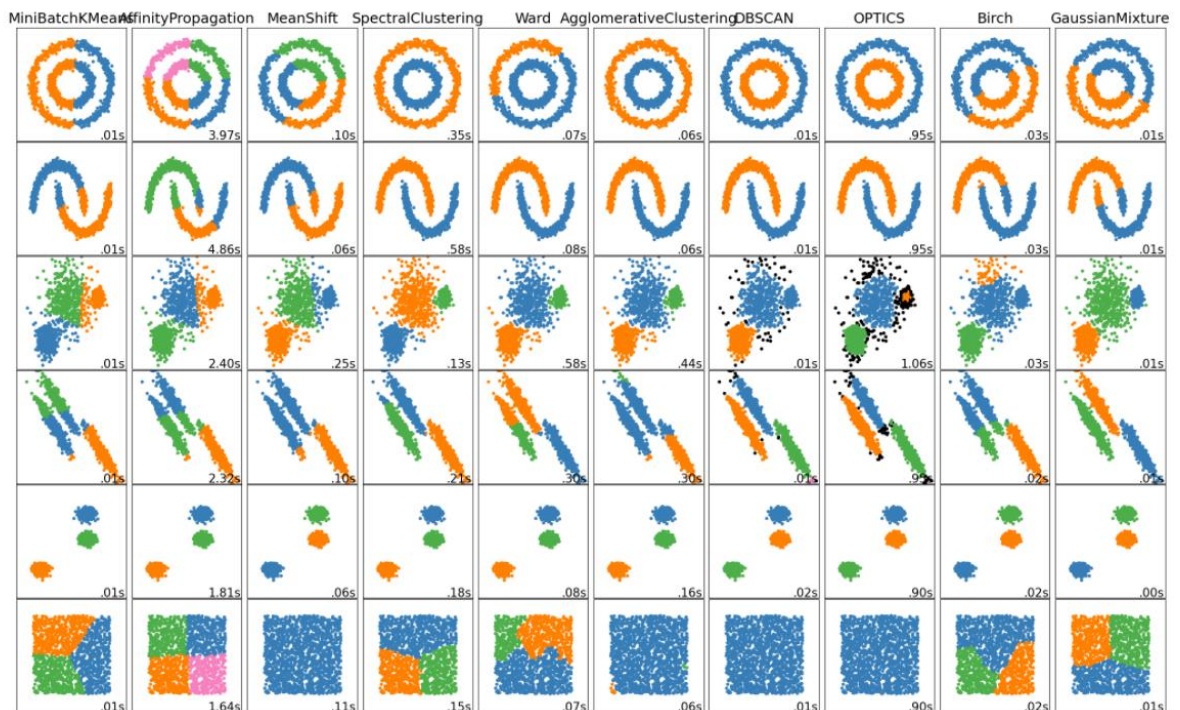 MiniBatchKMeans AffinityPropagation MeanShift SpectralClustering Ward AgglomerativeClustering DBSCAN OPTICS Birch GaussianMixture
.01s 3.97s .10s .35s .07s .06s .01s .95s .03s .01s
.01s 4.86s .06s .58s .08s .06s .01s .95s .03s .01s
.01s 2.40s .25s .13s .58s .44s .01s 1.06s .03s .01s
.01s 2.32s .10s .21s .30s .30s .01s .02s .01s
.01s 1.81s .06s .18s .08s .16s .02s .90s .02s .00s
.01s 1.64s .11s .15s .07s .06s .01s .90s .02s .01s